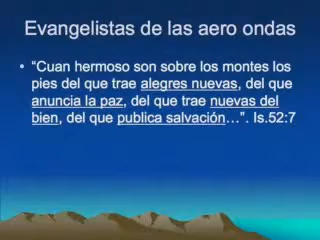 Evangelistas de las aero ondas
• “Cuan hermoso son sobre los montes los
pies del que trae alegres nuevas, del que
anuncia la paz, del que trae nuevas del
bien, del que publica salvación…”. Is.52:7